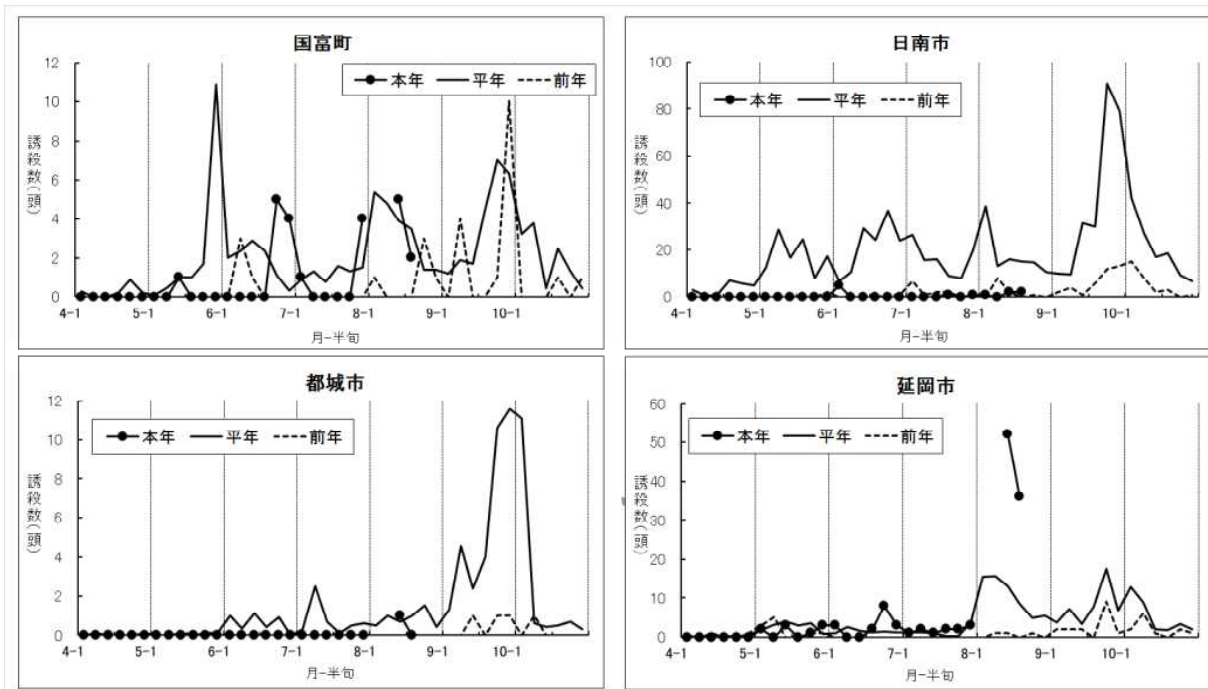 国富町
本年 平年 前年
誘殺数(頭)
12
10
8
6
4
2
0
4-1 5-1 6-1 7-1 8-1 9-1 10-1
月-半旬
日南市
本年 平年 前年
誘殺数(頭)
100
80
60
40
20
0
4-1 5-1 6-1 7-1 8-1 9-1 10-1
月-半旬
都城市
本年 平年 前年
誘殺数(頭)
12
10
8
6
4
2
0
4-1 5-1 6-1 7-1 8-1 9-1 10-1
月-半旬
延岡市
本年 平年 前年
誘殺数(頭)
60
50
40
30
20
10
0
4-1 5-1 6-1 7-1 8-1 9-1 10-1
月-半旬